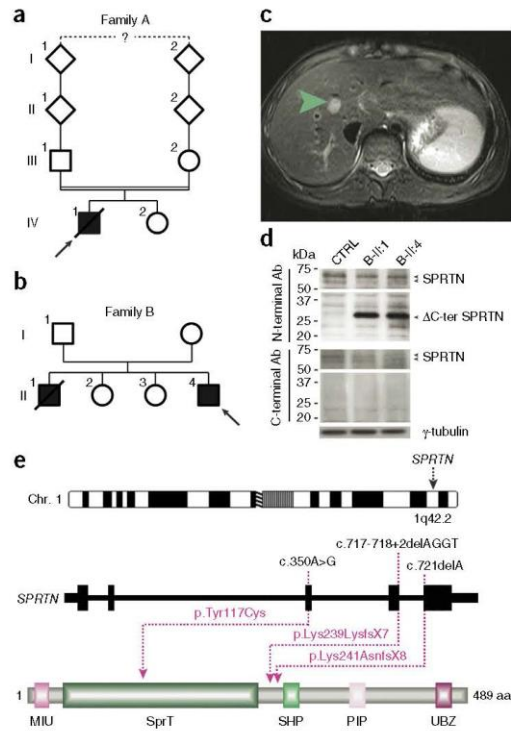 a
Family A
?
1
2
I
1
2
II
1
2
III
1
2
IV
b
Family B
1
I
1
2
3
4
II
c
d
kDa
CTRL
B-II:1
B-II:4
N-terminal Ab
75
50
37
25
20
SPRTN
ΔC-ter SPRTN
C-terminal Ab
75
50
37
25
20
SPRTN
γ-tubulin
e
SPRTN
Chr. 1
1q42.2
c.717-718+2delAGGT
c.350A>G
c.721delA
SPRTN
p.Tyr117Cys
p.Lys239LysfsX7
p.Lys241AsnfsX8
1
489 aa
MIU
SprT
SHP
PIP
UBZ